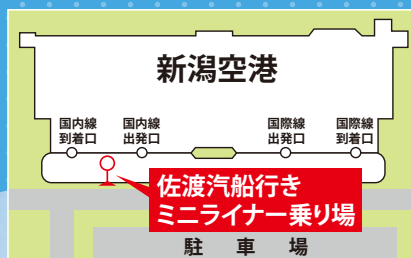 新潟空港
国内線
到着口
国内線
出発口
国際線
出発口
国際線
到着口
佐渡汽船行き
ミニライナー乗り場
駐車場